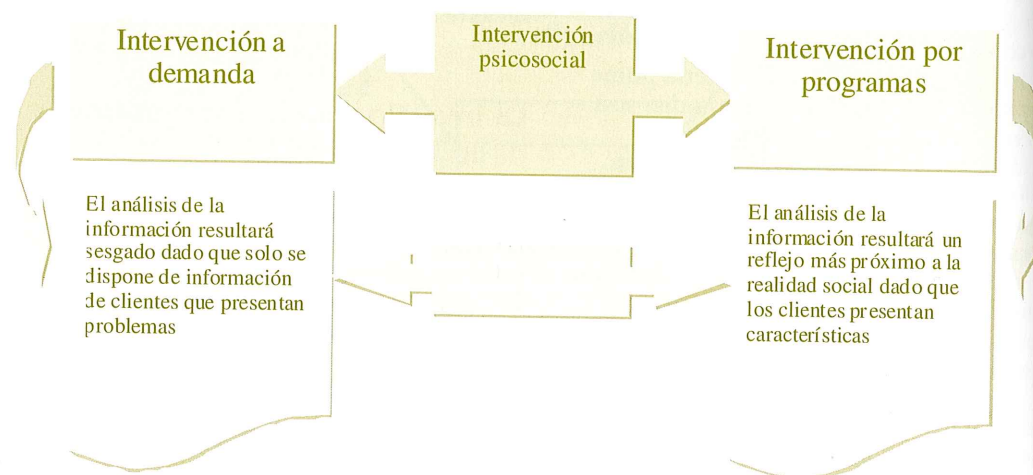 Intervención a
demanda
Intervención
psicosocial
Intervención por
programas
El análisis de la
información resultará
sesgado dado que solo se
dispone de información
de clientes que presentan
problemas
El análisis de la
información resultará un
reflejo más próximo a la
realidad social dado que
los clientes presentan
características